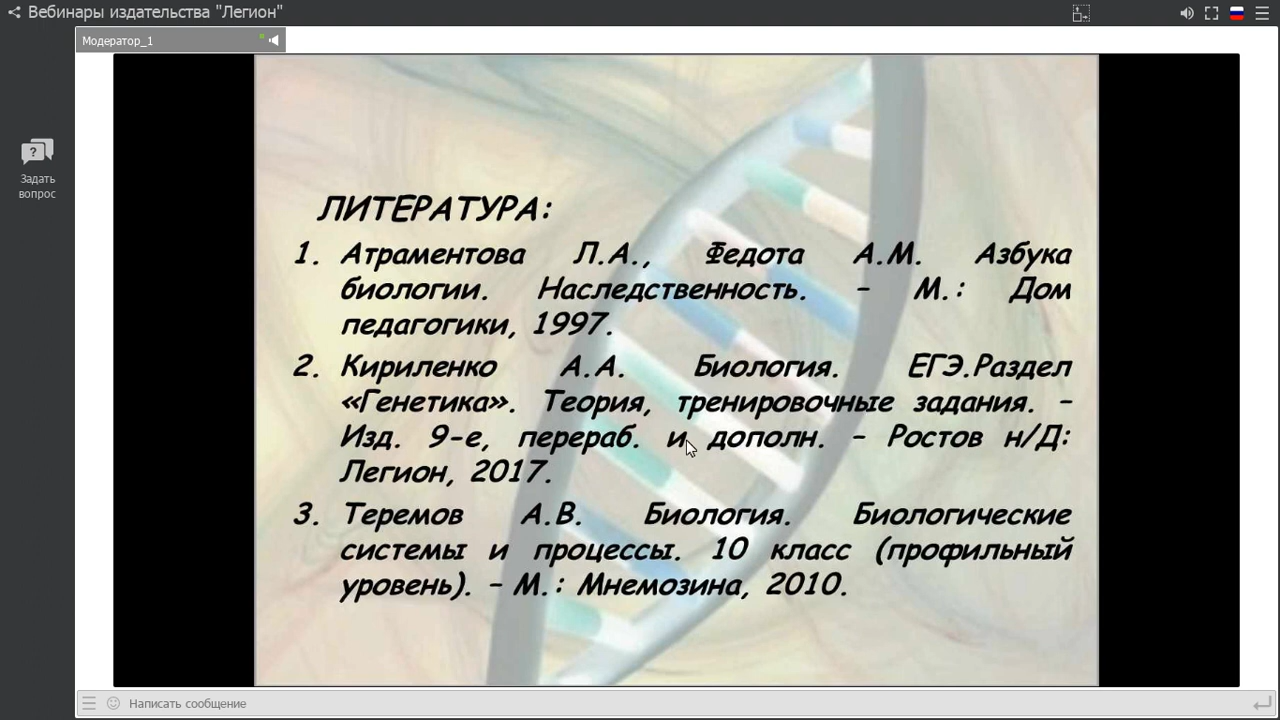 Вебинары издательства "Легион"
Модератор_1
Задать
вопрос
ЛИТЕРАТУРА:
1. Атраментова Л.А., Федота А.М. Азбука
биологии. Наследственность. – М.: Дом
педагогики, 1997.
2. Кириленко А.А. Биология. ЕГЭ.Раздел
«Генетика». Теория, тренировочные задания. –
Изд. 9-е, перераб. и дополн. – Ростов н/Д:
Легион, 2017.
3. Теремов А.В. Биология. Биологические
системы и процессы. 10 класс (профильный
уровень). – М.: Мнемозина, 2010.
Написать сообщение